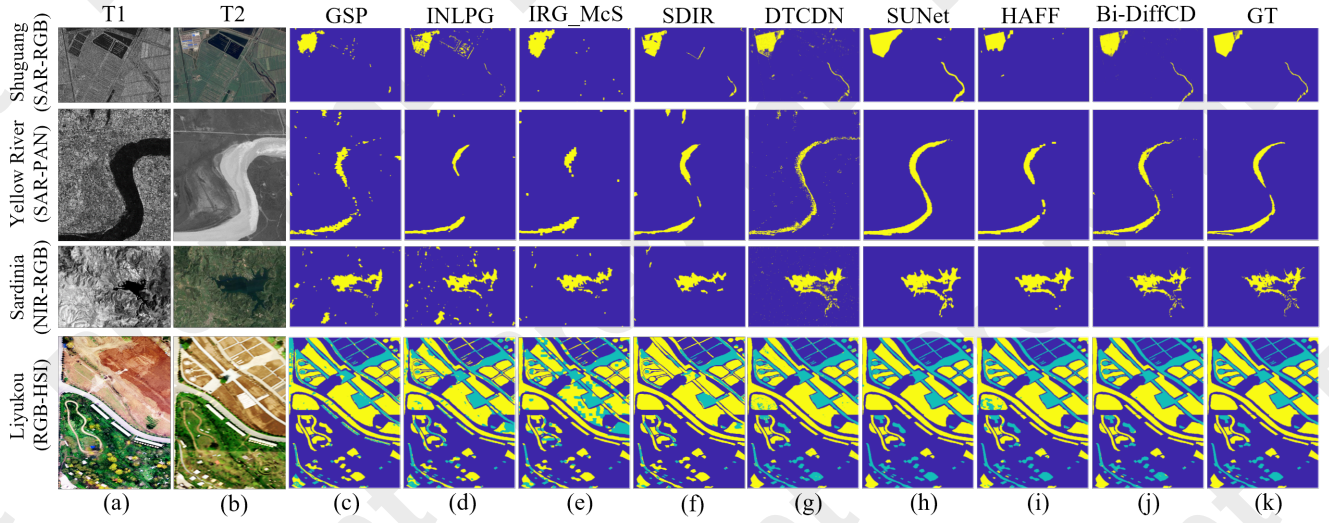 T1 T2 GSP INLPG IRG_McS SDIR DTCDN SUNet HAFF Bi-DiffCD GT
Shuguang
(SAR-RGB)
Yellow River
(SAR-PAN)
Sardinia
(NIR-RGB)
Liyukou
(RGB-HSI)
(a) (b) (c) (d) (e) (f) (g) (h) (i) (j) (k)